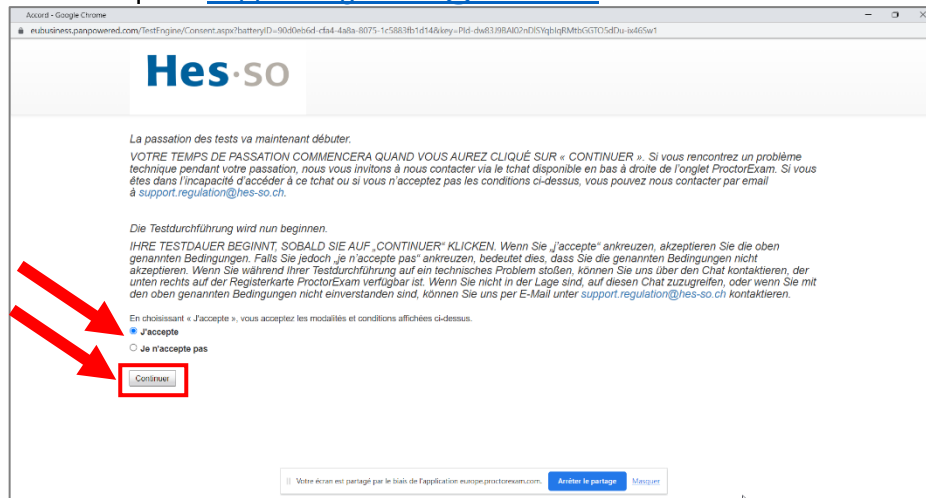 Accord - Google Chrome
eubusiness.panpowered.com/TestEngine/Consent.aspx?batteryID=90d0eb6d-cfa4-4a8a-8075-1c5883fb1d14&key=
Hes·so
La passation des tests va maintenant débuter.
VOTRE TEMPS DE PASSATION COMMENCERA QUAND VOUS AUREZ CLIQUÉ SUR « CONTINUER ». Si vous rencontrez un problème
technique pendant votre passation, nous vous invitons à nous contacter via le tchat disponible en bas à droite de l'onglet ProctorExam. Si vous
êtes dans l'incapacité d'accéder à ce tchat ou si vous n'acceptez pas les conditions ci-dessus, vous pouvez nous contacter par email
à support.regulation@hes-so.ch.
Die Testdurchführung wird nun beginnen.
IHRE TESTDAUER BEGINNT, SOBALD SIE AUF „CONTINUER" KLICKEN. Wenn Sie „j'accepte" ankreuzen, akzeptieren Sie die oben
genannten Bedingungen. Falls Sie jedoch „je n'accepte pas" ankreuzen, bedeutet dies, dass Sie die genannten Bedingungen nicht
akzeptieren. Wenn Sie während Ihrer Testdurchführung auf ein technisches Problem stoßen, können Sie uns über den Chat kontaktieren, der
unten rechts auf der Registerkarte ProctorExam verfügbar ist. Wenn Sie nicht in der Lage sind, auf diesen Chat zuzugreifen, oder wenn Sie mit
den oben genannten Bedingungen nicht einverstanden sind, können Sie uns per E-Mail unter support.regulation@hes-so.ch kontaktieren.
En choisissant « J'accepte », vous acceptez les modalités et conditions affichées ci-dessus.
J'accepte
Je n'accepte pas
Continuer
Votre écran est partagé par le biais de l'application europe.proctorexam.com. Arrêter le partage Masquer